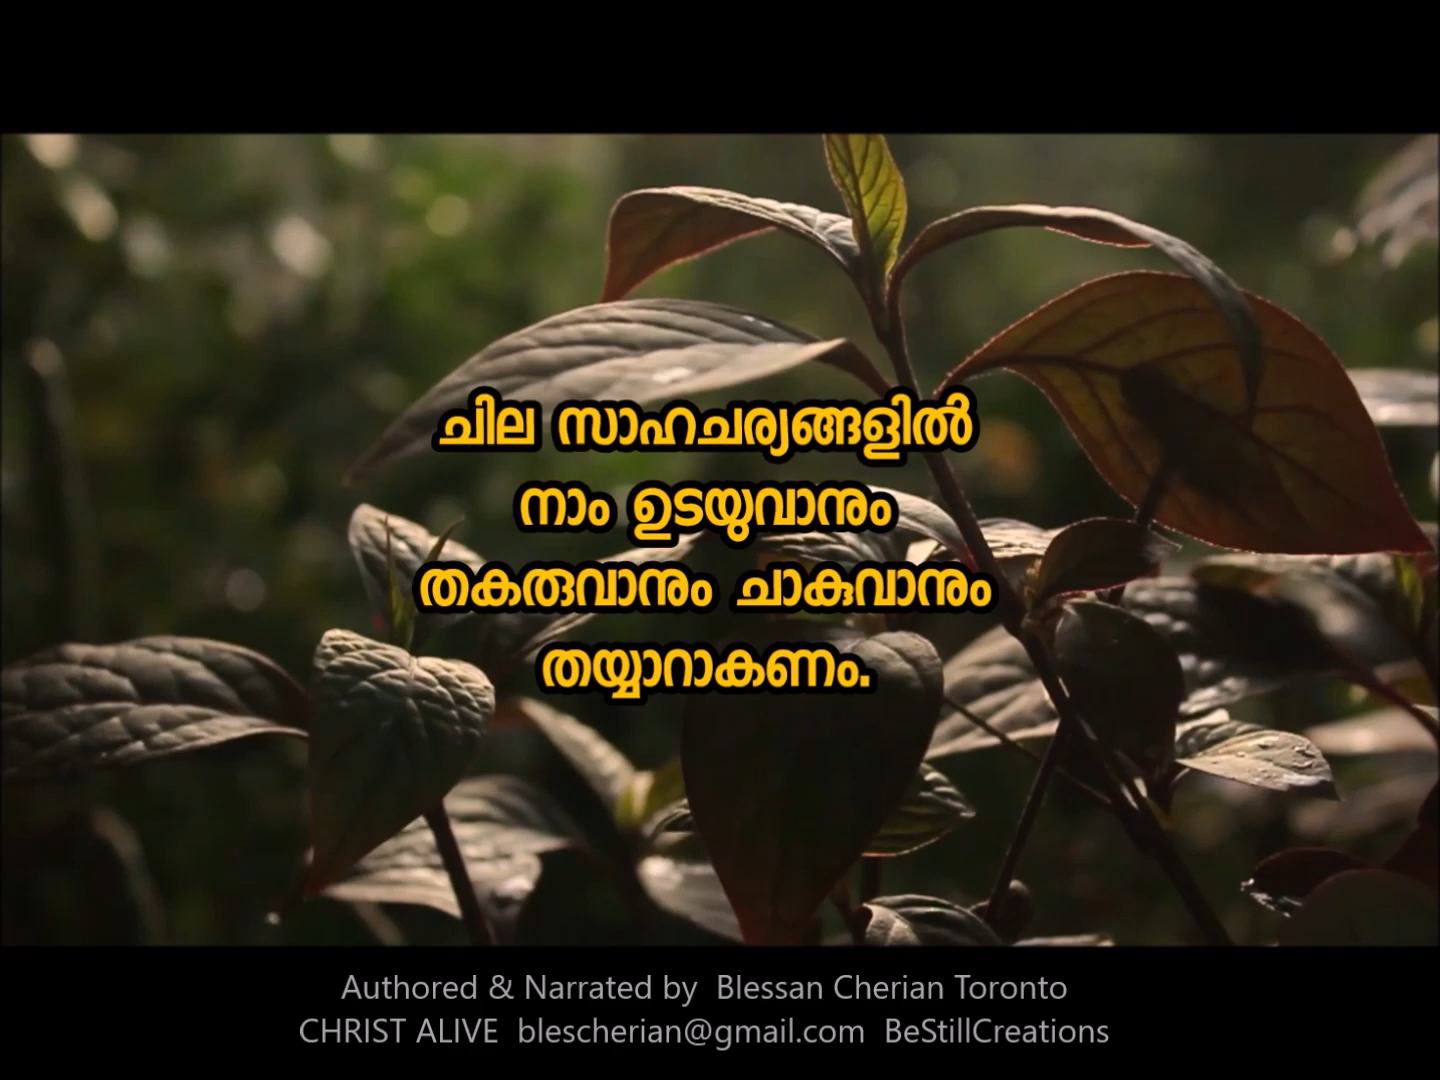 ചില സാഹചര്യങ്ങളിൽ
നാം ഉടയുവാനും
തകരുവാനും ചാകുവാനും
തയ്യാറാകണം.
Authored & Narrated by Blessan Cherian Toronto
CHRIST ALIVE blescherian@gmail.com BeStillCreations